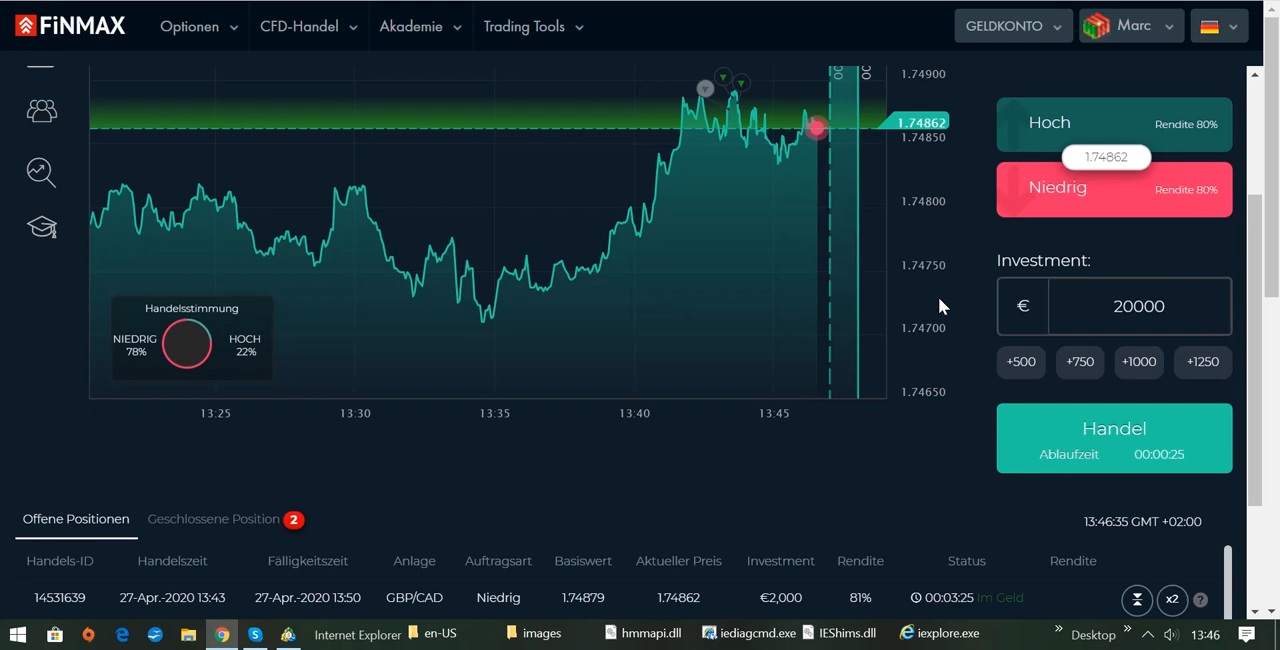 FiNMAX Optionen CFD-Handel Akademie Trading Tools GELDKONTO Marc
1.74900
1.74862
1.74850
1.74800
1.74750
1.74700
1.74650
00 00
Handelsstimmung
NIEDRIG HOCH
78% 22%
13:25 13:30 13:35 13:40 13:45
Hoch Rendite 80%
1.74862
Niedrig Rendite 80%
Investment:
€ 20000
+500 +750 +1000 +1250
Handel
Ablaufzeit 00:00:25
Offene Positionen Geschlossene Position 2 13:46:35 GMT +02:00
Handels-ID Handelszeit Fälligkeitszeit Anlage Auftragsart Basiswert Aktueller Preis Investment Rendite Status Rendite
14531639 27-Apr.-2020 13:43 27-Apr.-2020 13:50 GBP/CAD Niedrig 1.74879 1.74862 €2,000 81% 00:03:25 Im Geld x2 ?
Internet Explorer en-US images hmmapi.dll iediagcmd.exe IEShims.dll iexplore.exe » Desktop » 13:46